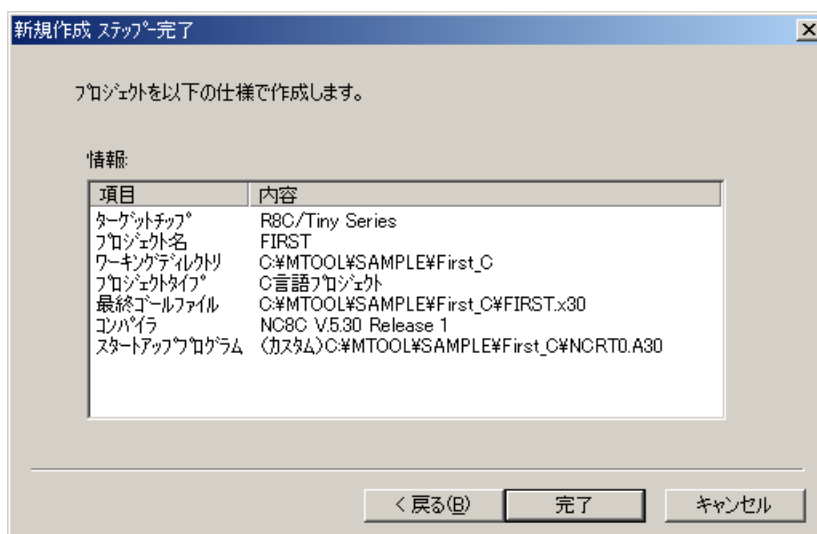 新規作成 ステップ-完了
プロジェクトを以下の仕様で作成します。
情報:
項目 内容
ターゲットチップ R8C/Tiny Series
プロジェクト名 FIRST
ワーキングディレクトリ C:¥MTOOL¥SAMPLE¥First_C
プロジェクトタイプ C言語プロジェクト
最終ゴールファイル C:¥MTOOL¥SAMPLE¥First_C¥FIRST.x30
コンパイラ NC8C V.5.30 Release 1
スタートアッププログラム (カスタム)C:¥MTOOL¥SAMPLE¥First_C¥NCRT0.A30
< 戻る(B) 完了 キャンセル